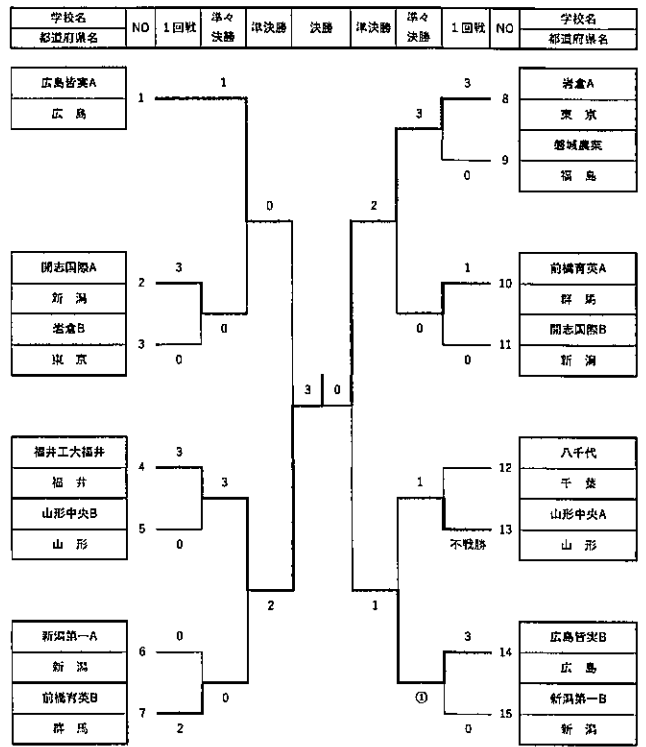 学校名
都道府県名
NO
1回戦
準々
決勝
準決勝
決勝
準決勝
準々
決勝
1回戦
NO
学校名
都道府県名
広島皆実A
広 島
1
1
開志国際A
新 潟
岩倉B
東 京
2
3
3
0
0
0
福井工大福井
福 井
山形中央B
山 形
4
5
3
0
3
新潟第一A
新 潟
前橋育英B
群 馬
6
7
0
2
0
2
3
0
岩倉A
東 京
磐城農業
福 島
8
9
3
0
3
2
前橋育英A
群 馬
開志国際B
新 潟
10
11
1
0
0
八千代
千 葉
山形中央A
山 形
12
13
不戦勝
1
1
広島皆実B
広 島
新潟第一B
新 潟
14
15
3
0
①